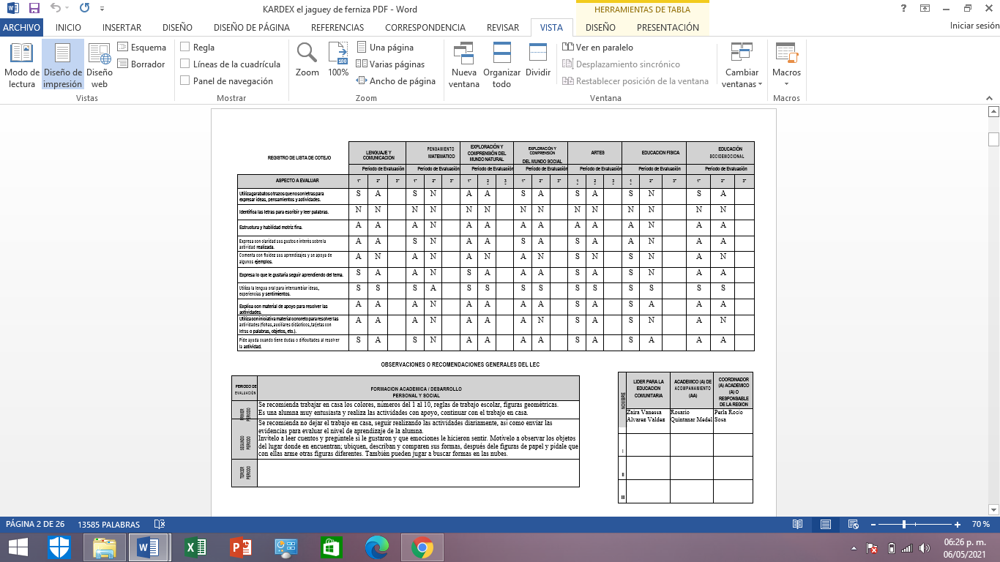 KARDEX el jaguey de ferniza PDF - Word
HERRAMIENTAS DE TABLA
?
ARCHIVO INICIO INSERTAR DISEÑO DISEÑO DE PÁGINA REFERENCIAS CORRESPONDENCIA REVISAR VISTA DISEÑO PRESENTACIÓN Iniciar sesión
Modo de lectura
Diseño de impresión
Diseño web
Esquema
Borrador
Vistas
Regla
Líneas de la cuadrícula
Panel de navegación
Mostrar
Zoom
100%
Una página
Varias páginas
Ancho de página
Zoom
Nueva ventana
Organizar todo
Dividir
Ver en paralelo
Desplazamiento sincrónico
Restablecer posición de la ventana
Cambiar ventanas
Ventana
Macros
Macros
REGISTRO DE LISTA DE COTEJO
LENGUAJE Y COMUNICACION
PENSAMIENTO MATEMATICO
EXPLORACIÓN Y COMPRENSIÓN DEL MUNDO NATURAL
EXPLORACIÓN Y COMPRENSIÓN DEL MUNDO SOCIAL
ARTES
EDUCACION FISICA
EDUCACIÓN SOCIOEMOCIONAL
Periodo de Evaluación Periodo de Evaluación Periodo de Evaluación Periodo de Evaluación Periodo de Evaluación Periodo de Evaluación Periodo de Evaluación
ASPECTO A EVALUAR 1° 2° 3° 1° 2° 3° 1 2 3 1° 2° 3° 1 2 3 1 2° 3° 1° 2° 3°
Utiliza garabatos o trazos que no son letras para expresar ideas, pensamientos y actividades. S A S N A A S A S A S N S A
Identifica las letras para escribir y leer palabras. N N N N N N N N N N N N N N
Estructura y habilidad motriz fina. A A A N A A A A A A A N A A
Expresa con claridad sus gustos e interés sobre la actividad realizada. A A S N A A S A S A A N A A
Comenta con fluidez sus aprendizajes y se apoya de algunos ejemplos. A N A N A N A N S N S N A N
Expresa lo que le gustaría seguir aprendiendo del tema. S A A N S A A A S A S N A A
Utiliza la lengua oral para intercambiar ideas, experiencias y sentimientos. S S S A S S S S S S S S S S
Explica con material de apoyo para resolver las actividades. A A A N A A A A S A S A A A
Utiliza con iniciativa material concreto para resolver las actividades (fichas, auxiliares didácticos, tarjetas con letras o palabras, objetos, etc.). A A A N A A A N S A S N A N
Pide ayuda cuando tiene dudas o dificultades al resolver la actividad. S A S N A A A A S A S A A A
OBSERVACIONES O RECOMENDACIONES GENERALES DEL LEC
PERIODO DE EVALUACIÓN
FORMACION ACADEMICA / DESARROLLO
PERSONAL Y SOCIAL
PRIMER PERIODO
Se recomienda trabajar en casa los colores, números del 1 al 10, reglas de trabajo escolar, figuras geométricas.
Es una alumna muy entusiasta y realiza las actividades con apoyo, continuar con el trabajo en casa.
SEGUNDO PERIODO
Se recomienda no dejar el trabajo en casa, seguir realizando las actividades diariamente, así como enviar las
evidencias para evaluar el nivel de aprendizaje de la alumna.
Invítelo a leer cuentos y pregúntele si le gustaron y que emociones le hicieron sentir. Motívelo a observar los objetos
del lugar donde en encuentran; ubiquen, describan y comparen sus formas, después dele figuras de papel y pídale que
con ellas arme otras figuras diferentes. También pueden jugar a buscar formas en las nubes.
TERCER PERIODO
NOMBRE
LIDER PARA LA EDUCACION COMUNITARIA
ACADEMICO (A) DE ACOMPANAMIENTO (AA)
COORDINADOR (A) ACADEMICO (A) O RESPONSABLE DE LA REGION
Zaira Vanessa Alvarez Valdez
Rosario Quintanar Medel
Perla Rocío Sosa
I
II
III
PÁGINA 2 DE 26 13585 PALABRAS 70 %
06:26 p. m.
06/05/2021